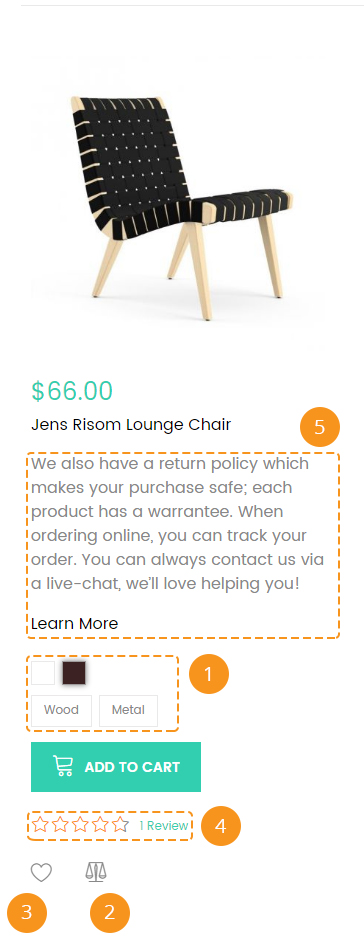 $66.00
Jens Risom Lounge Chair
5
We also have a return policy which
makes your purchase safe; each
product has a warrantee. When
ordering online, you can track your
order. You can always contact us via
a live-chat, we'll love helping you!
Learn More
1
Wood Metal
ADD TO CART
1 Review
4
3 2